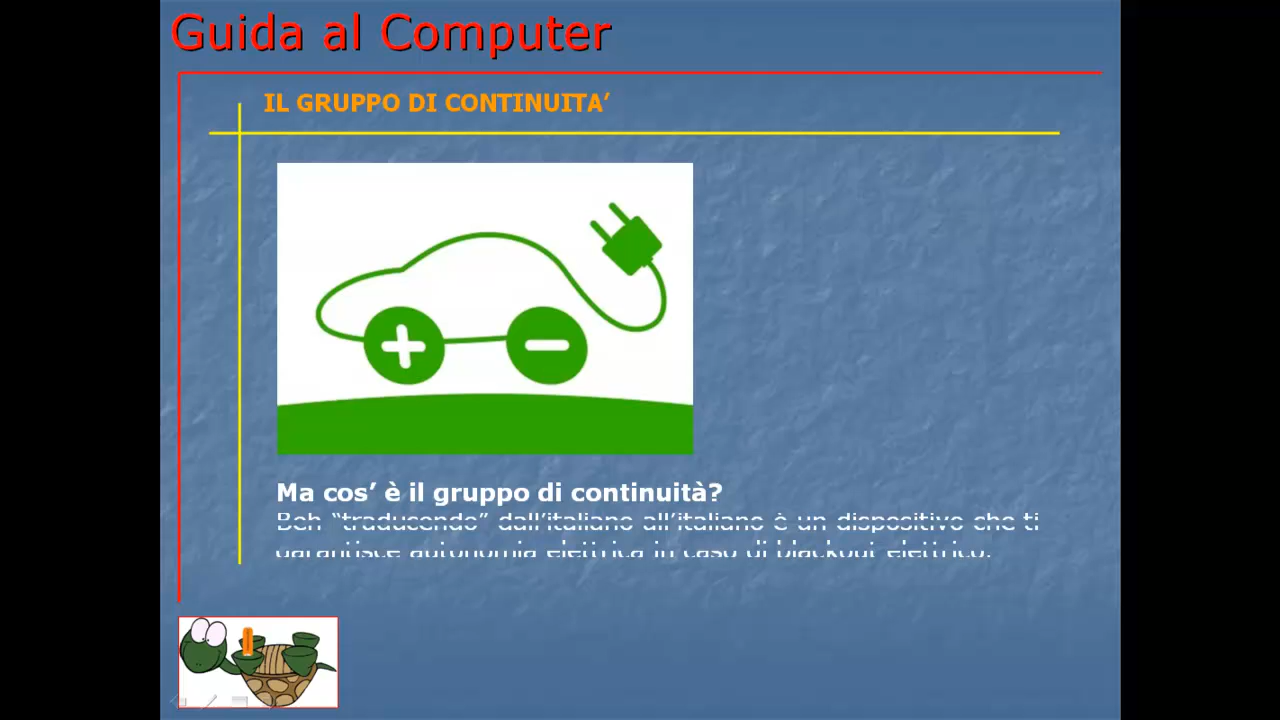 Guida al Computer
IL GRUPPO DI CONTINUITA’
Ma cos’ è il gruppo di continuità?
Beh “traducendo” dall’italiano all’italiano è un dispositivo che ti
garantisce autonomia elettrica in caso di blackout elettrico.